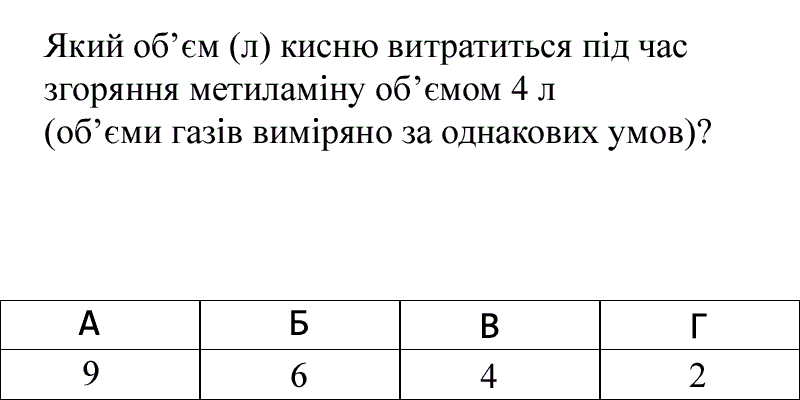 Який об’єм (л) кисню витратиться під час
згоряння метиламіну об’ємом 4 л
(об’єми газів виміряно за однакових умов)?
А Б В Г
9 6 4 2